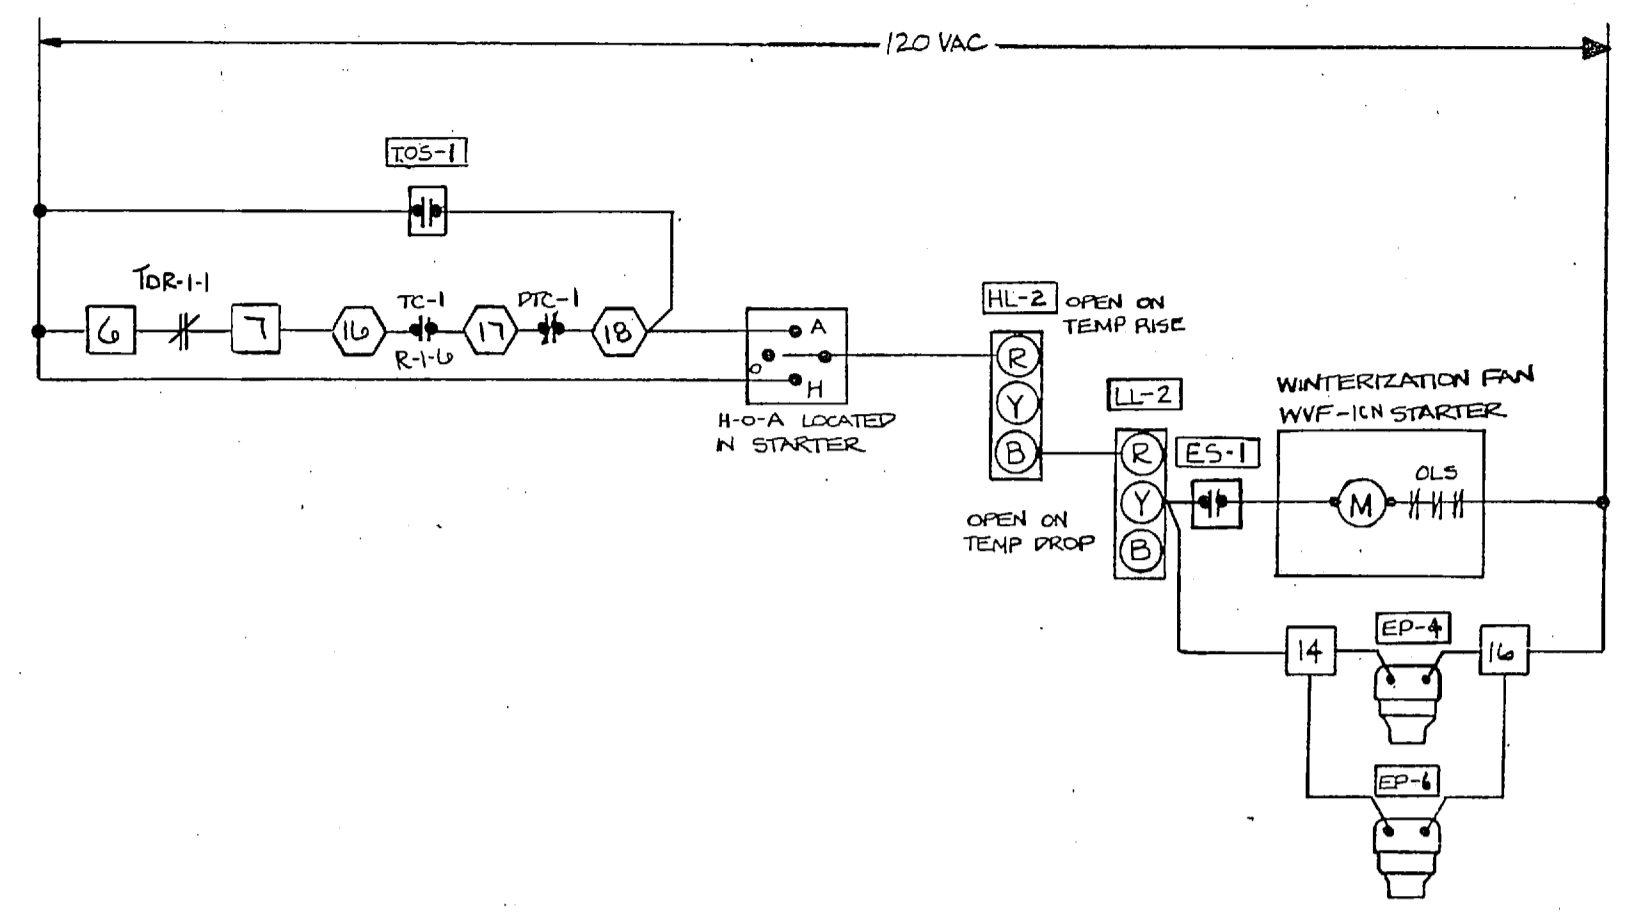 120 VAC
TOS-1
TDR-1-1
6
7
16
TC-1
R-1-6
17
DTC-1
18
A
O
H
H-O-A LOCATED
IN STARTER
HL-2
OPEN ON
TEMP RISE
R
Y
B
OPEN ON
TEMP DROP
LL-2
R
Y
B
ES-1
WINTERIZATION FAN
WVF-1CN STARTER
M
OLS
14
EP-4
16
EP-6